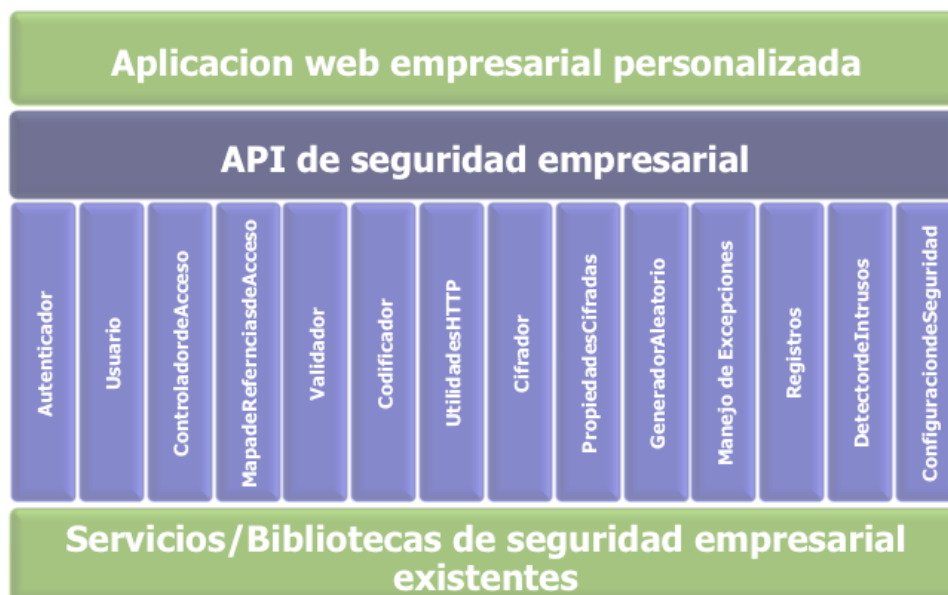 Aplicacion web empresarial personalizada
API de seguridad empresarial
Autenticador
Usuario
ControladordeAcceso
MapadeRefernciasdeAcceso
Validador
Codificador
UtilidadesHTTP
Cifrador
PropiedadesCifradas
GeneradorAleatorio
Manejo de Excepciones
Registros
DetectordeIntrusos
ConfiguraciondeSeguridad
Servicios/Bibliotecas de seguridad empresarial
existentes